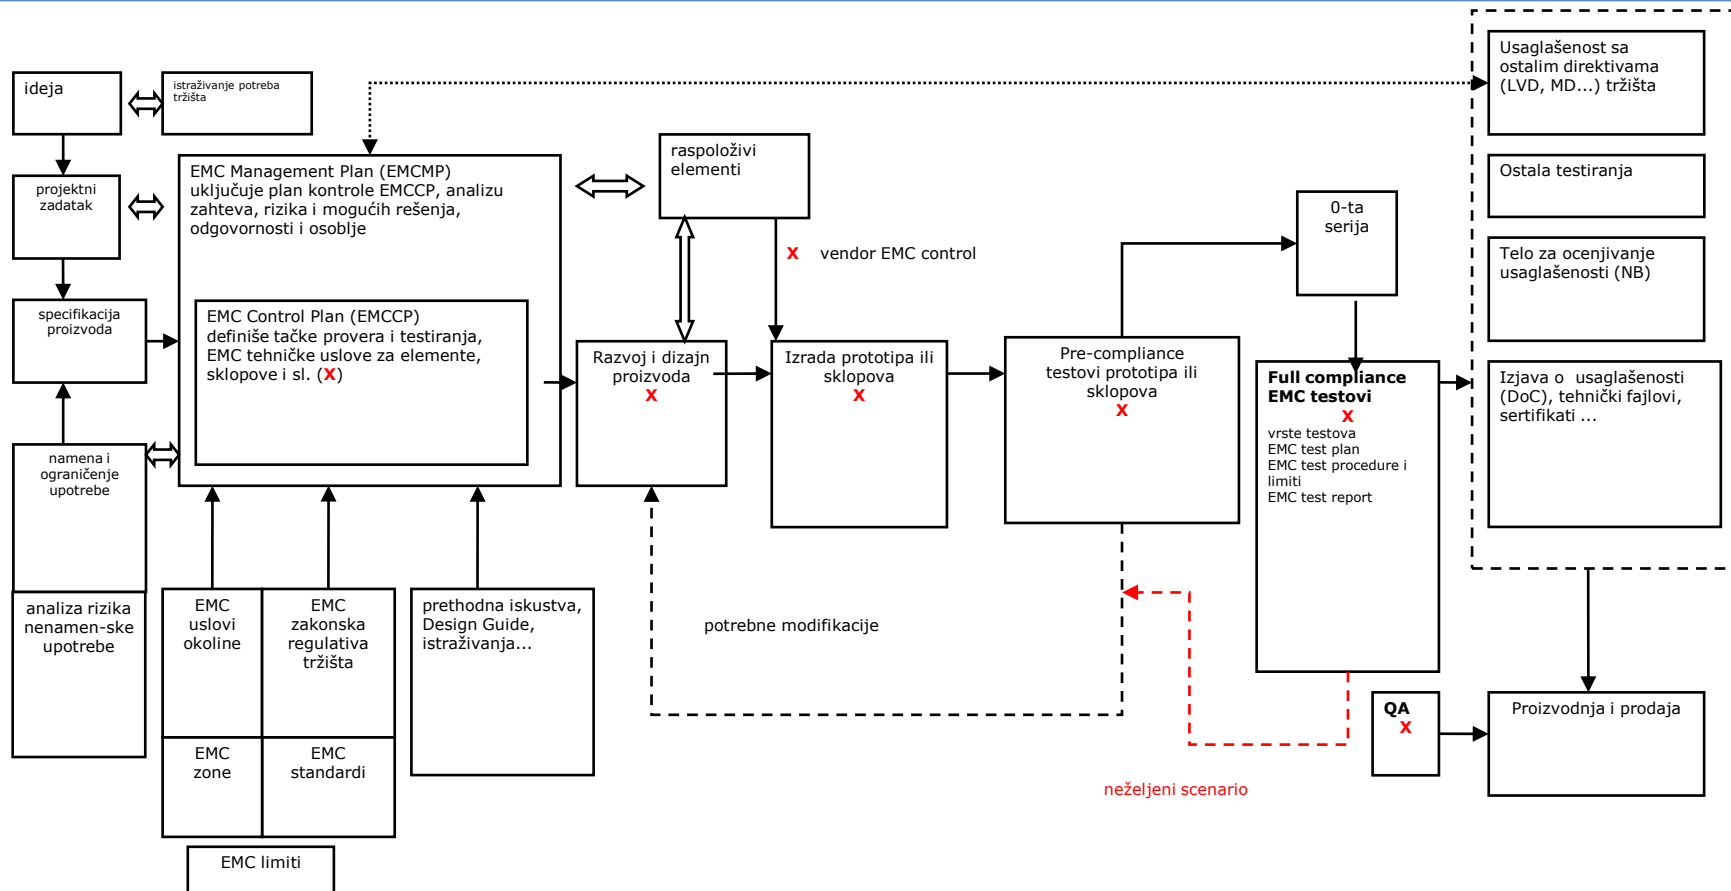 ideja
istraživanje potreba
tržišta
projektni
zadatak
specifikacija
proizvoda
namena i
ograničenje
upotrebe
analiza rizika
nenamen-ske
upotrebe
EMC Management Plan (EMCMP)
uključuje plan kontrole EMCCP, analizu
zahteva, rizika i mogućih rešenja,
odgovornosti i osoblje
EMC Control Plan (EMCCP)
definiše tačke provera i testiranja,
EMC tehničke uslove za elemente,
sklopove i sl. (X)
EMC
uslovi
okoline
EMC
zakonska
regulativa
tržišta
EMC
zone
EMC
standardi
EMC limiti
prethodna iskustva,
Design Guide,
istraživanja...
raspoloživi
elementi
X vendor EMC control
Razvoj i dizajn
proizvoda
X
Izrada prototipa ili
sklopova
X
Pre-compliance
testovi prototipa ili
sklopova
X
potrebne modifikacije
neželjeni scenario
0-ta
serija
Full compliance
EMC testovi
X
vrste testova
EMC test plan
EMC test procedure i
limiti
EMC test report
QA
X
Usaglašenost sa
ostalim direktivama
(LVD, MD...) tržišta
Ostala testiranja
Telo za ocenjivanje
usaglašenosti (NB)
Izjava o usaglašenosti
(DoC), tehnički fajlovi,
sertifikati ...
Proizvodnja i prodaja